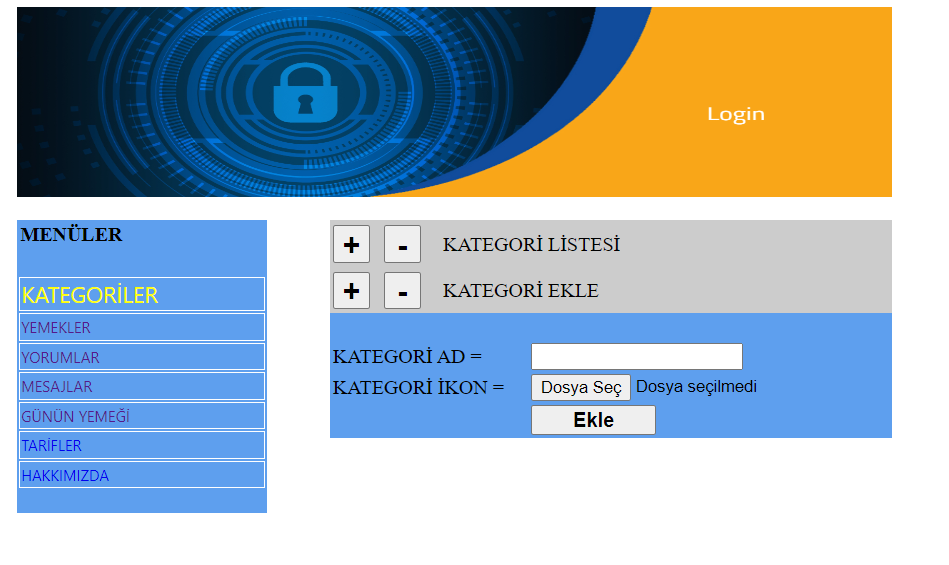 Login
MENÜLER
KATEGORİLER
YEMEKLER
YORUMLAR
MESAJLAR
GÜNÜN YEMEĞİ
TARİFLER
HAKKIMIZDA
+ - KATEGORİ LİSTESİ
+ - KATEGORİ EKLE
KATEGORİ AD =
KATEGORİ İKON = Dosya Seç Dosya seçilmedi
Ekle